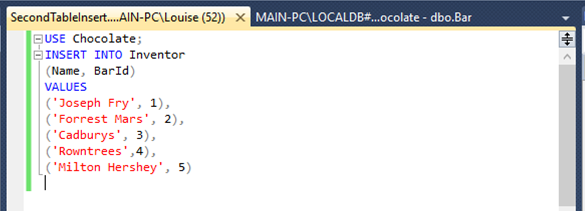 SecondTableInsert....AIN-PC\Louise (52)) MAIN-PC\LOCALDB#...ocolate - dbo.Bar
USE Chocolate;
INSERT INTO Inventor
(Name, BarId)
VALUES
('Joseph Fry', 1),
('Forrest Mars', 2),
('Cadburys', 3),
('Rowntrees',4),
('Milton Hershey', 5)